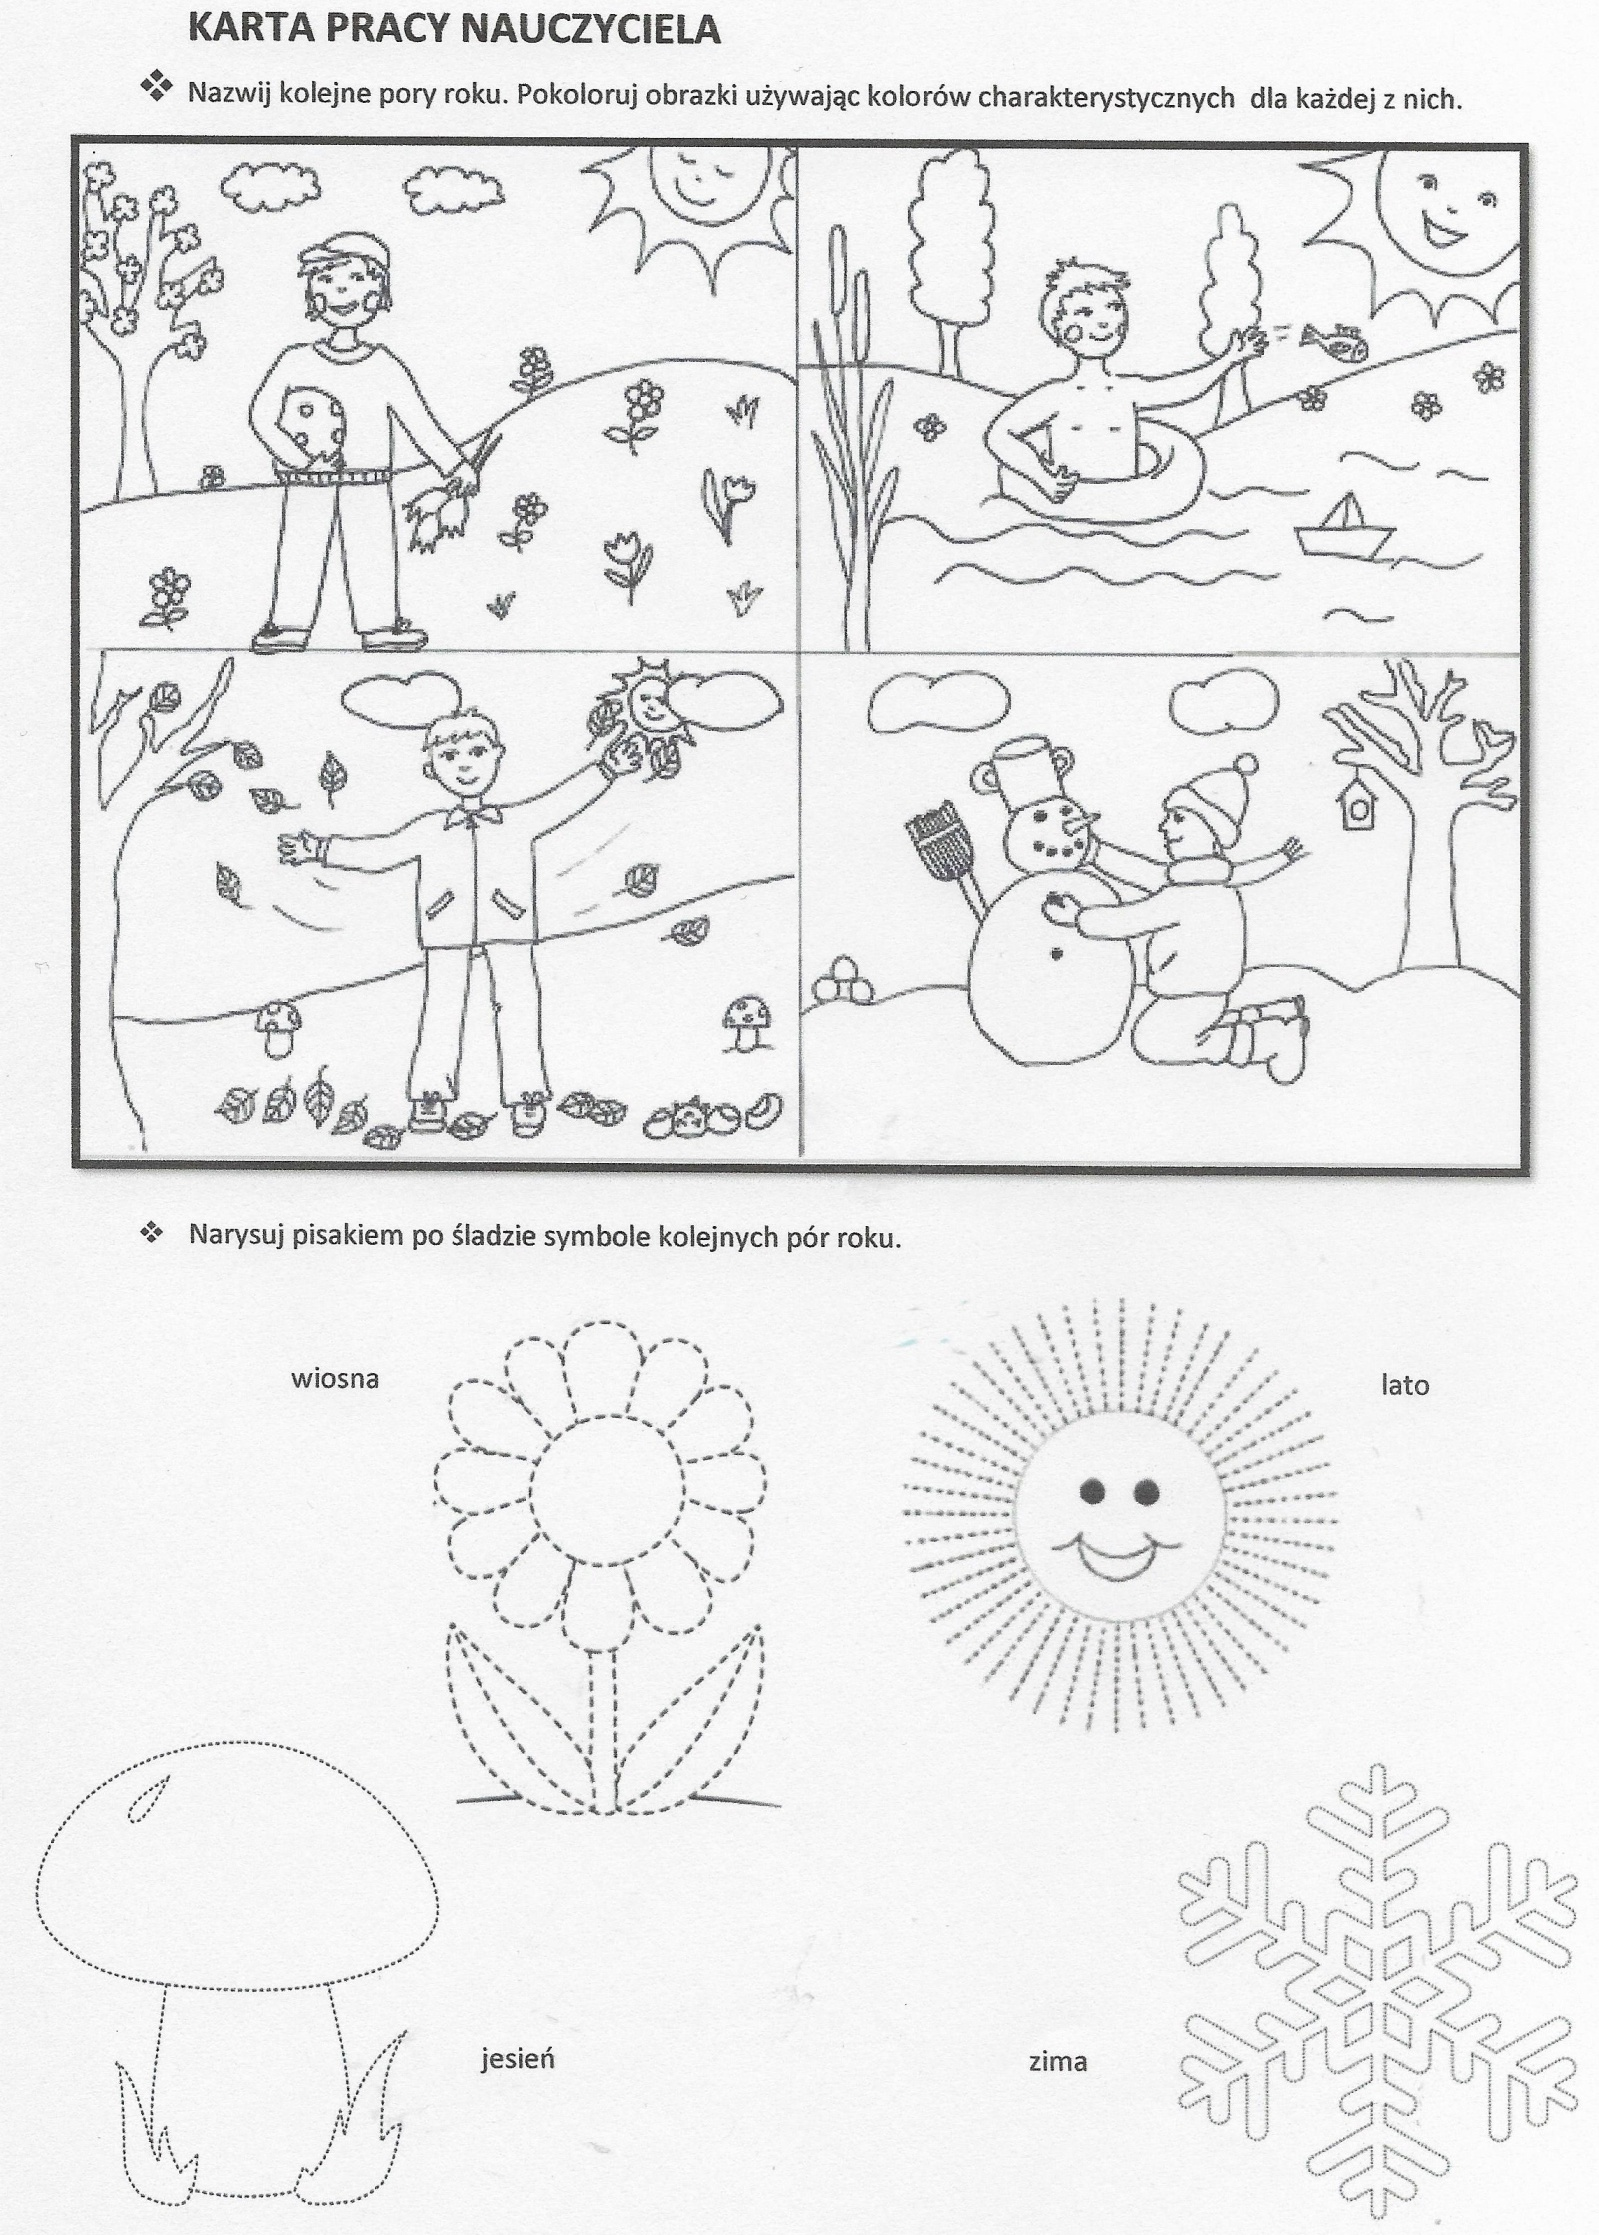 KARTA PRACY NAUCZYCIELA
❖ Nazwij kolejne pory roku. Pokoloruj obrazki używając kolorów charakterystycznych dla każdej z nich.
❖ Narysuj pisakiem po śladzie symbole kolejnych pór roku.
wiosna
lato
jesień
zima